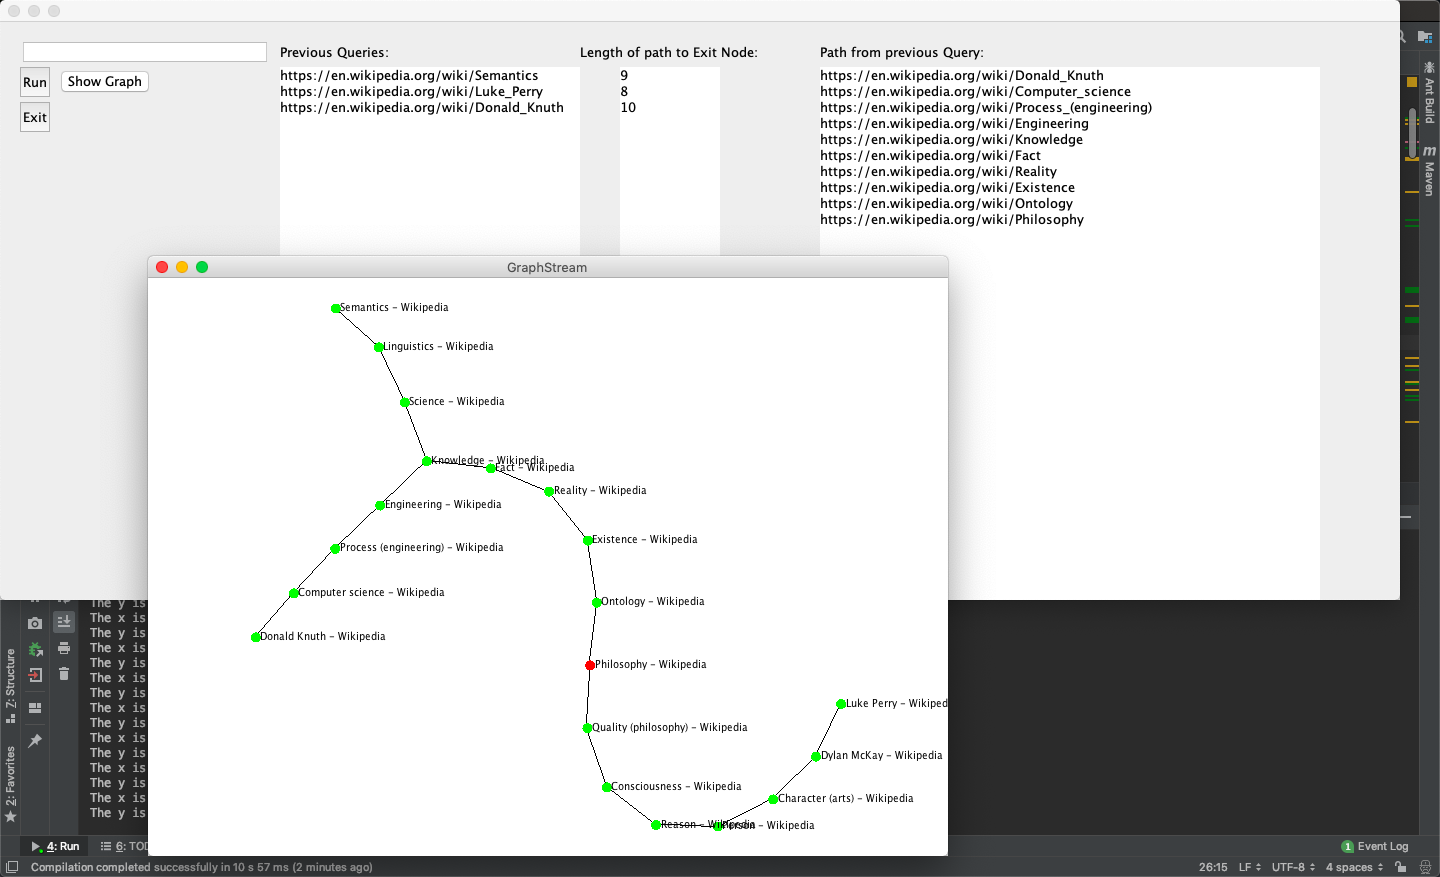 Previous Queries:
Length of path to Exit Node:
Path from previous Query:
Run
Show Graph
Exit
https://en.wikipedia.org/wiki/Semantics
https://en.wikipedia.org/wiki/Luke_Perry
https://en.wikipedia.org/wiki/Donald_Knuth
9
8
10
https://en.wikipedia.org/wiki/Donald_Knuth
https://en.wikipedia.org/wiki/Computer_science
https://en.wikipedia.org/wiki/Process_(engineering)
https://en.wikipedia.org/wiki/Engineering
https://en.wikipedia.org/wiki/Knowledge
https://en.wikipedia.org/wiki/Fact
https://en.wikipedia.org/wiki/Reality
https://en.wikipedia.org/wiki/Existence
https://en.wikipedia.org/wiki/Ontology
https://en.wikipedia.org/wiki/Philosophy
Ant Build
m
Maven
GraphStream
Semantics - Wikipedia
Linguistics - Wikipedia
Science - Wikipedia
Knowledge - Wikipedia
Fact - Wikipedia
Reality - Wikipedia
Engineering - Wikipedia
Existence - Wikipedia
Process (engineering) - Wikipedia
Computer science - Wikipedia
Ontology - Wikipedia
Donald Knuth - Wikipedia
Philosophy - Wikipedia
Luke Perry - Wikiped
Quality (philosophy) - Wikipedia
Dylan McKay - Wikipedia
Consciousness - Wikipedia
Character (arts) - Wikipedia
Reason - Wikipedia
Person - Wikipedia
The y is
The x is
The y is
The x is
The y is
The x is
The y is
The x is
The y is
The x is
The y is
The x is
The y is
The x is
The y is
Z: Structure
2: Favorites
4: Run
6: TOD
1 Event Log
Compilation completed successfully in 10 s 57 ms (2 minutes ago)
26:15 LF UTF-8 4 spaces